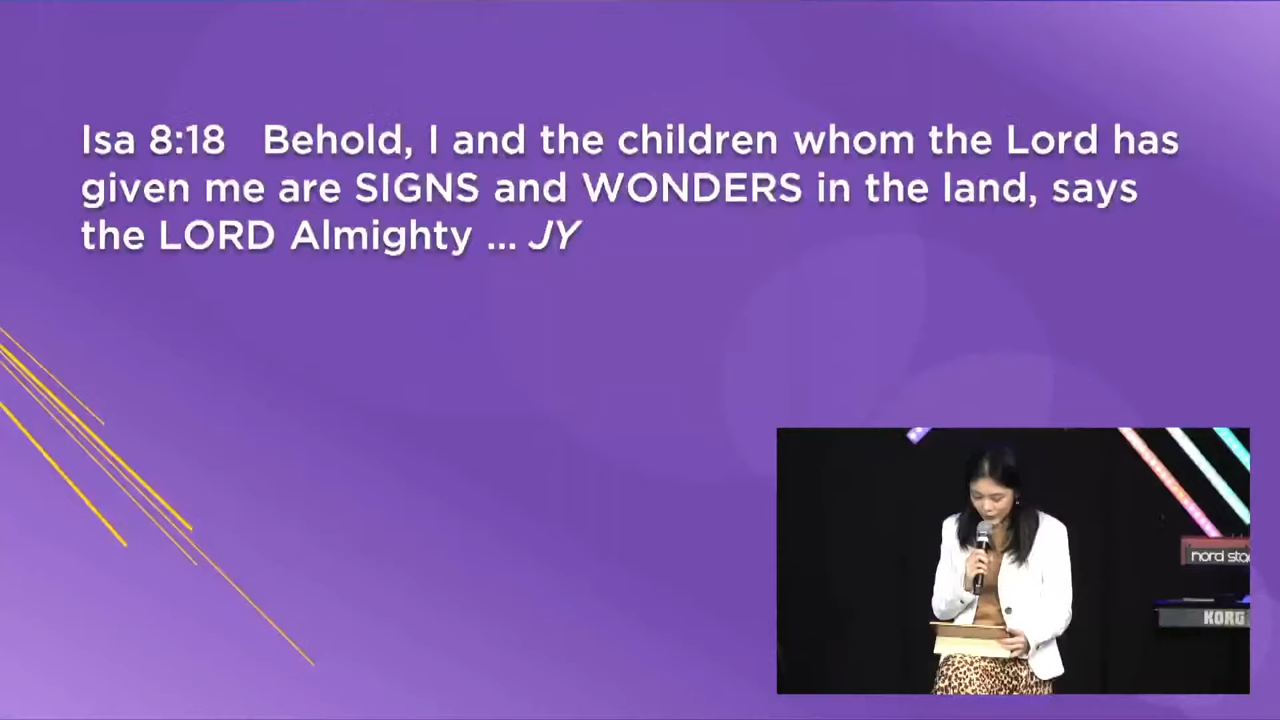 Isa 8:18 Behold, I and the children whom the Lord has
given me are SIGNS and WONDERS in the land, says
the LORD Almighty ... JY
nord
KORG